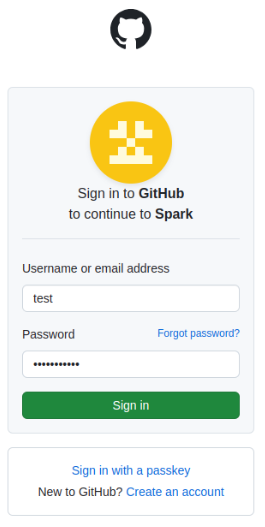 Sign in to GitHub
to continue to Spark
Username or email address
test
Password Forgot password?
•••••••••••
Sign in
Sign in with a passkey
New to GitHub? Create an account